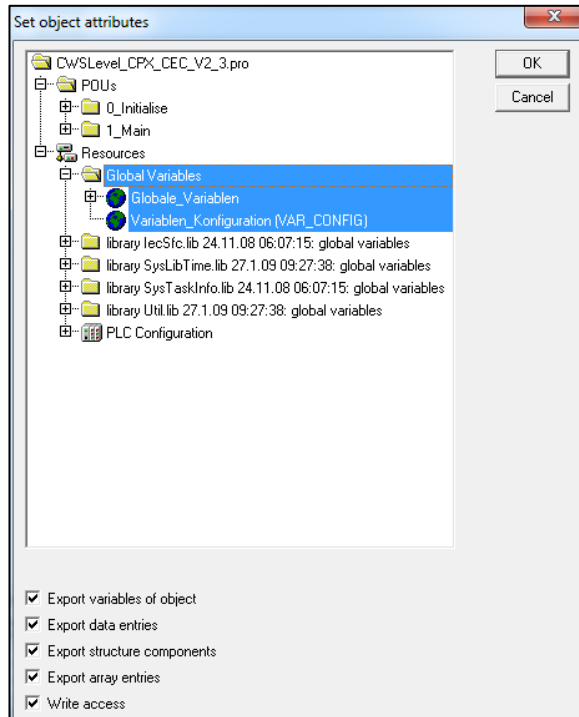 Set object attributes
CWSLevel_CPX_CEC_V2_3.pro
OK
POUs
Cancel
0_Initialise
1_Main
Resources
Global Variables
Globale_Variablen
Variablen_Konfiguration (VAR_CONFIG)
library IecSfc.lib 24.11.08 06:07:15: global variables
library SysLibTime.lib 27.1.09 09:27:38: global variables
library SysTaskInfo.lib 24.11.08 06:07:15: global variables
library Util.lib 27.1.09 09:27:38: global variables
PLC Configuration
Export variables of object
Export data entries
Export structure components
Export array entries
Write access